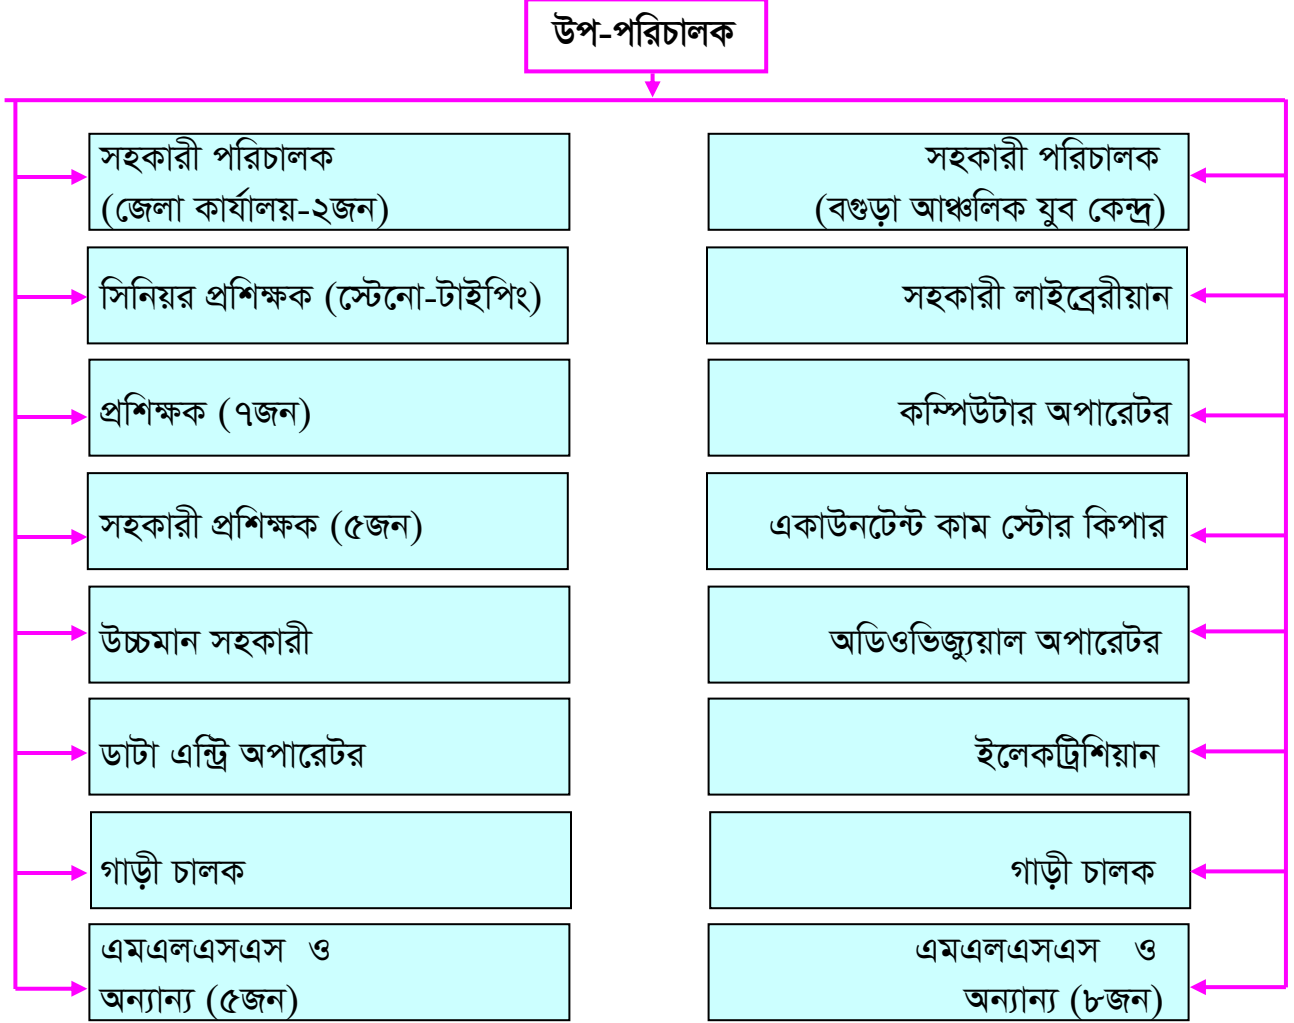 উপ-পরিচালক
সহকারী পরিচালক
(জেলা কার্যালয়-২জন)
সিনিয়র প্রশিক্ষক (স্টেনো-টাইপিং)
প্রশিক্ষক (৭জন)
সহকারী প্রশিক্ষক (৫জন)
উচ্চমান সহকারী
ডাটা এন্ট্রি অপারেটর
গাড়ী চালক
এমএলএসএস ও
অন্যান্য (৫জন)
সহকারী পরিচালক
(বগুড়া আঞ্চলিক যুব কেন্দ্র)
সহকারী লাইব্রেরীয়ান
কম্পিউটার অপারেটর
একাউনটেন্ট কাম স্টোর কিপার
অডিওভিজ্যুয়াল অপারেটর
ইলেকট্রিশিয়ান
গাড়ী চালক
এমএলএসএস ও
অন্যান্য (৮জন)